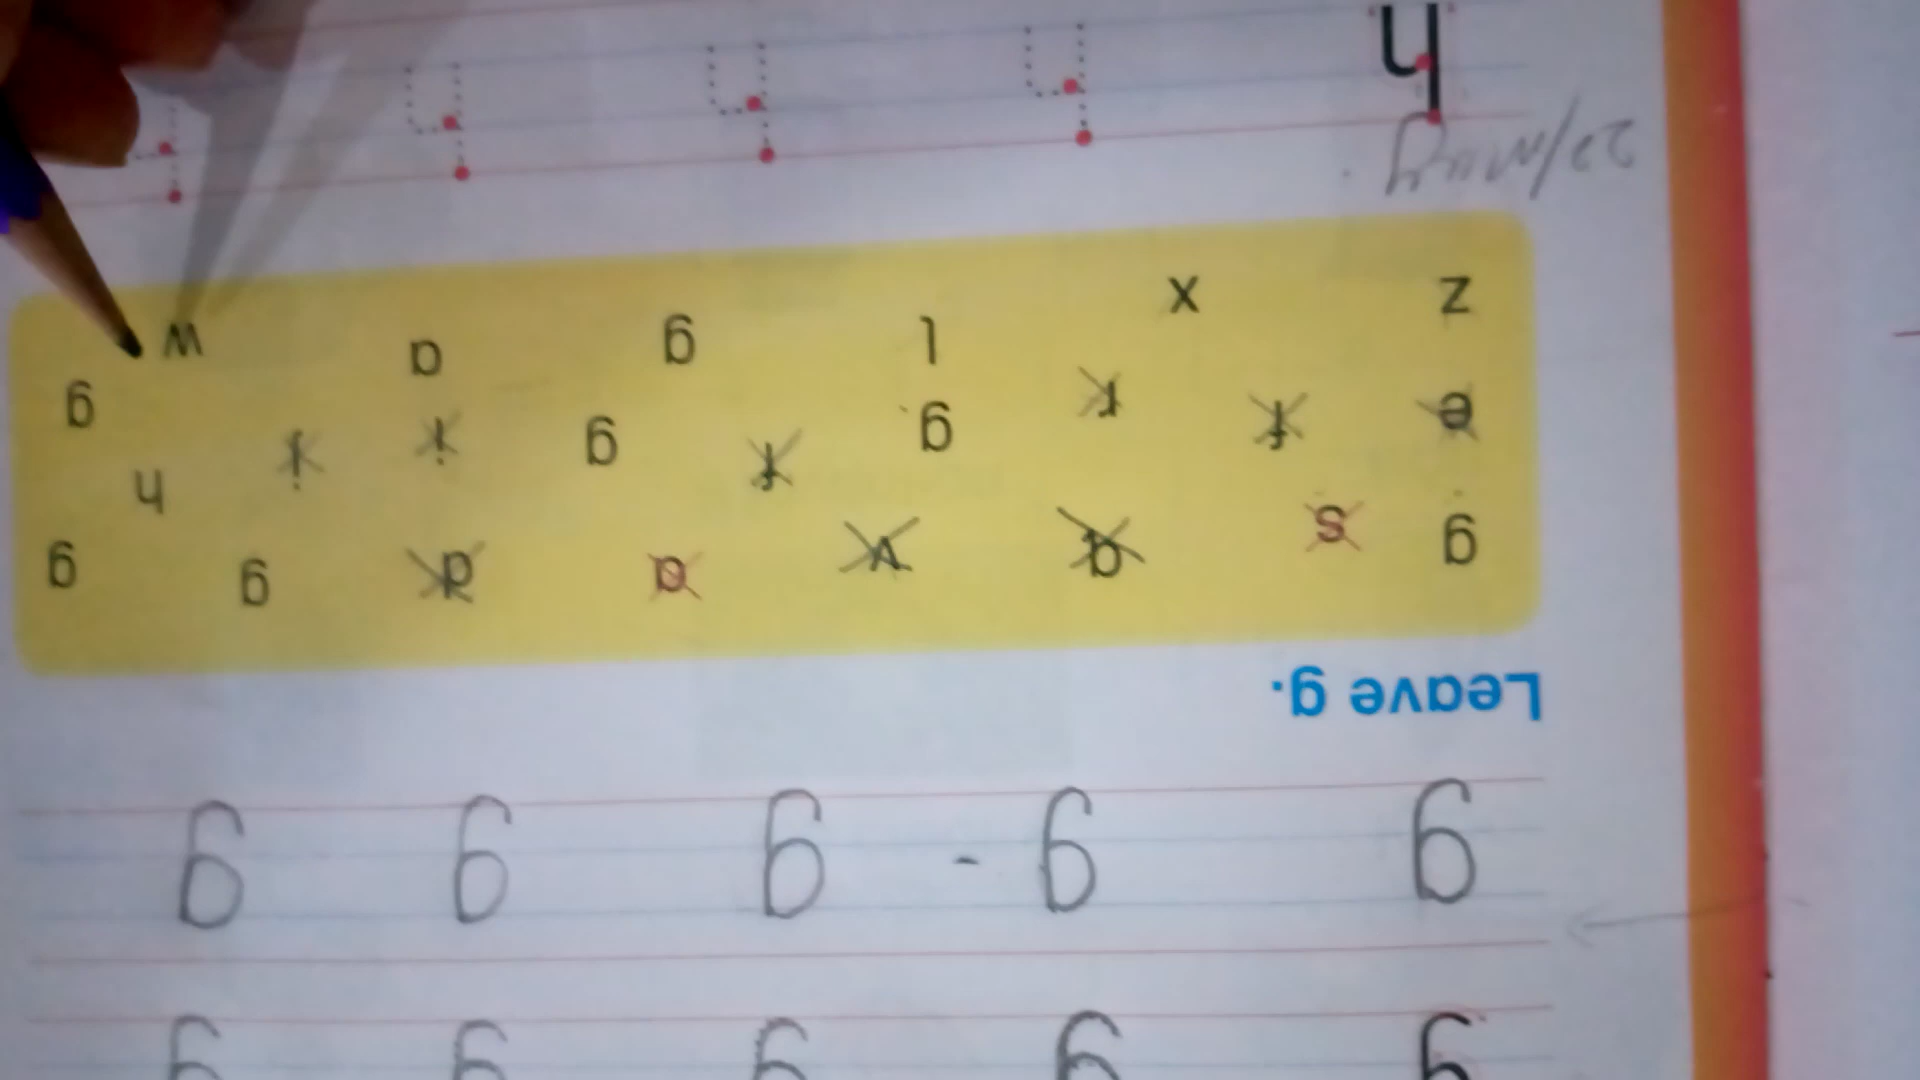 g g g g g
g g - g g g
Leave g.
g s q v a d g g
e f r g f g i j h
z x l g a w g
h h h h h